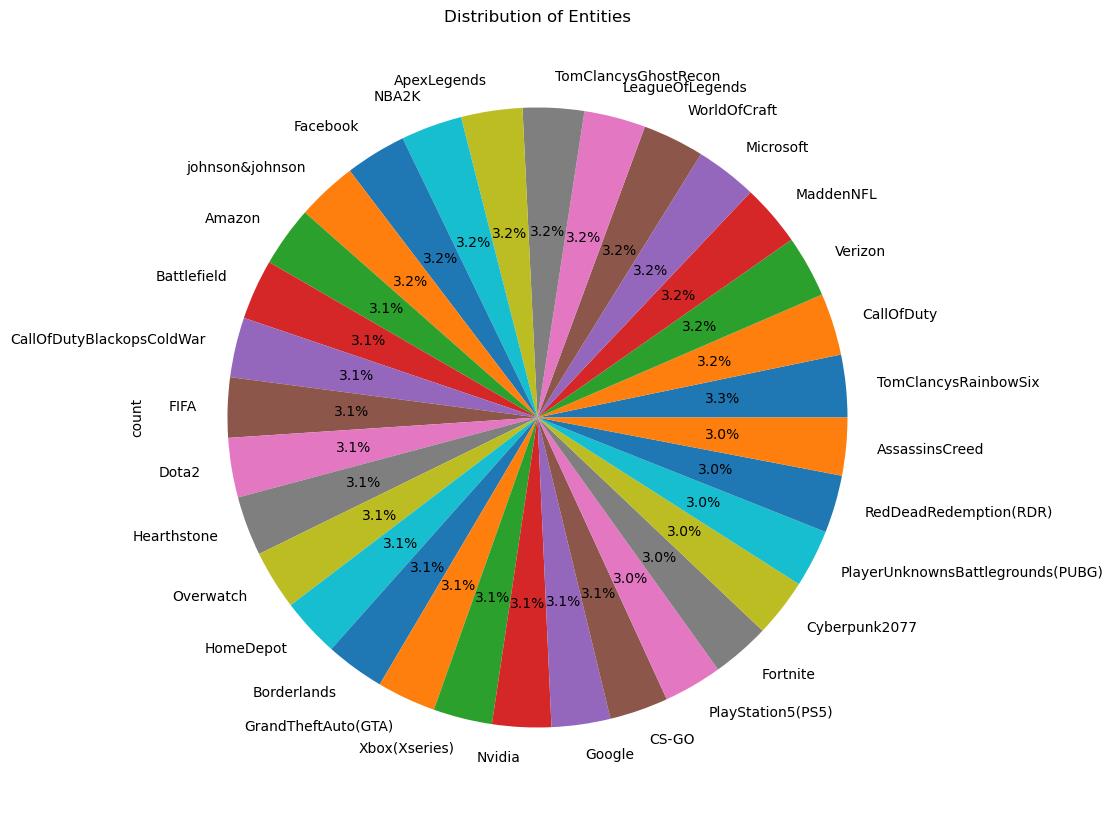 Distribution of Entities
TomClancysRainbowSix
3.3%
CallOfDuty
3.2%
Verizon
3.2%
MaddenNFL
3.2%
Microsoft
3.2%
WorldOfCraft
3.2%
LeagueOfLegends
3.2%
TomClancysGhostRecon
3.2%
ApexLegends
3.2%
NBA2K
3.2%
Facebook
3.2%
johnson&johnson
3.2%
Amazon
3.1%
Battlefield
3.1%
CallOfDutyBlackopsColdWar
3.1%
FIFA
3.1%
Dota2
3.1%
Hearthstone
3.1%
Overwatch
3.1%
HomeDepot
3.1%
Borderlands
3.1%
GrandTheftAuto(GTA)
3.1%
Xbox(Xseries)
3.1%
Nvidia
3.1%
Google
3.1%
CS-GO
3.1%
PlayStation5(PS5)
3.0%
Fortnite
3.0%
Cyberpunk2077
3.0%
PlayerUnknownsBattlegrounds(PUBG)
3.0%
RedDeadRedemption(RDR)
3.0%
AssassinsCreed
3.0%
count